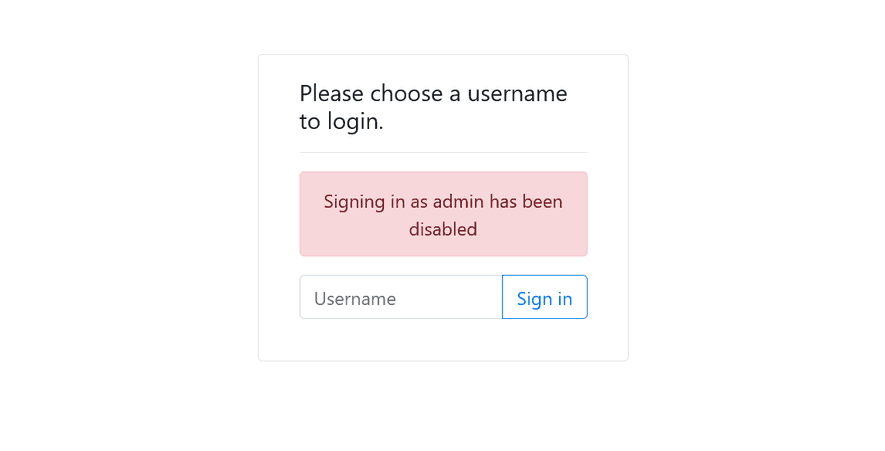 Please choose a username
to login.
Signing in as admin has been
disabled
Username
Sign in